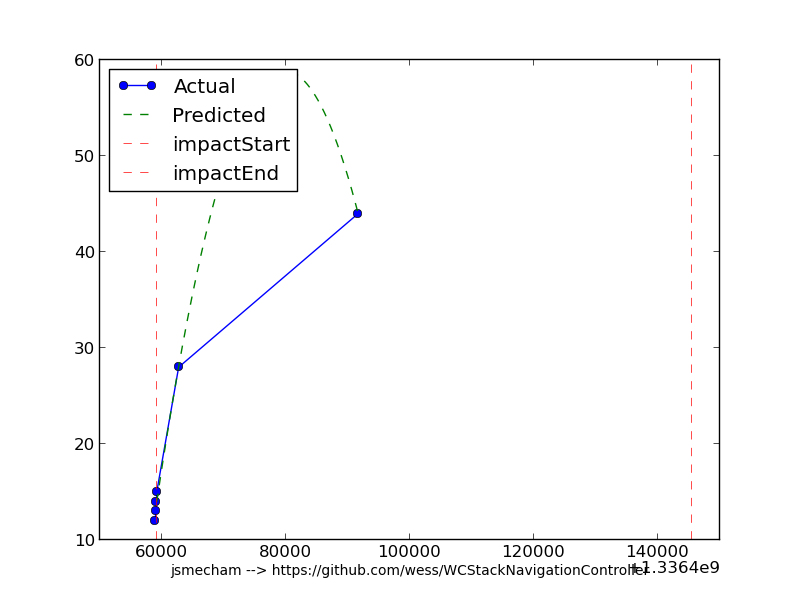 60
50
40
30
20
10
Actual
Predicted
impactStart
impactEnd
60000 80000 100000 120000 140000
+1.3364e9
jsmecham --> https://github.com/wess/WCStackNavigationController